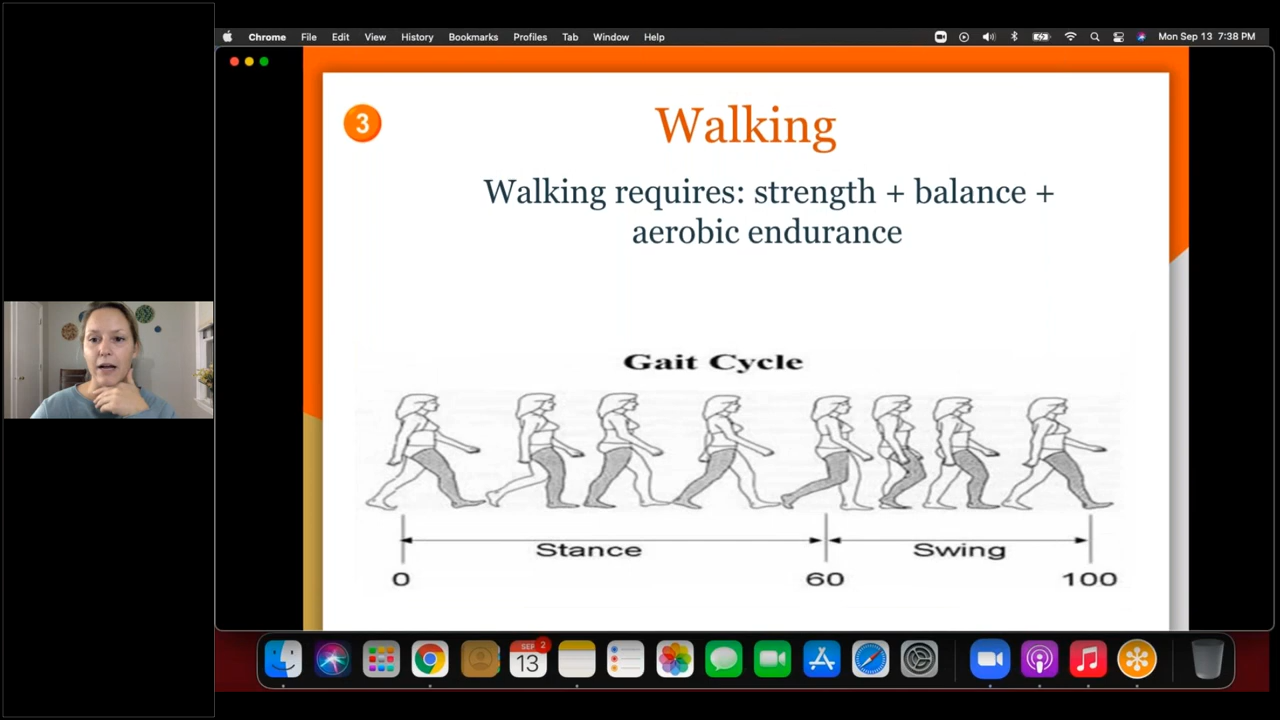 Chrome File Edit View History Bookmarks Profiles Tab Window Help Mon Sep 13 7:38 PM
3
Walking
Walking requires: strength + balance +
aerobic endurance
Gait Cycle
Stance Swing
0 60 100
SEP 2
13